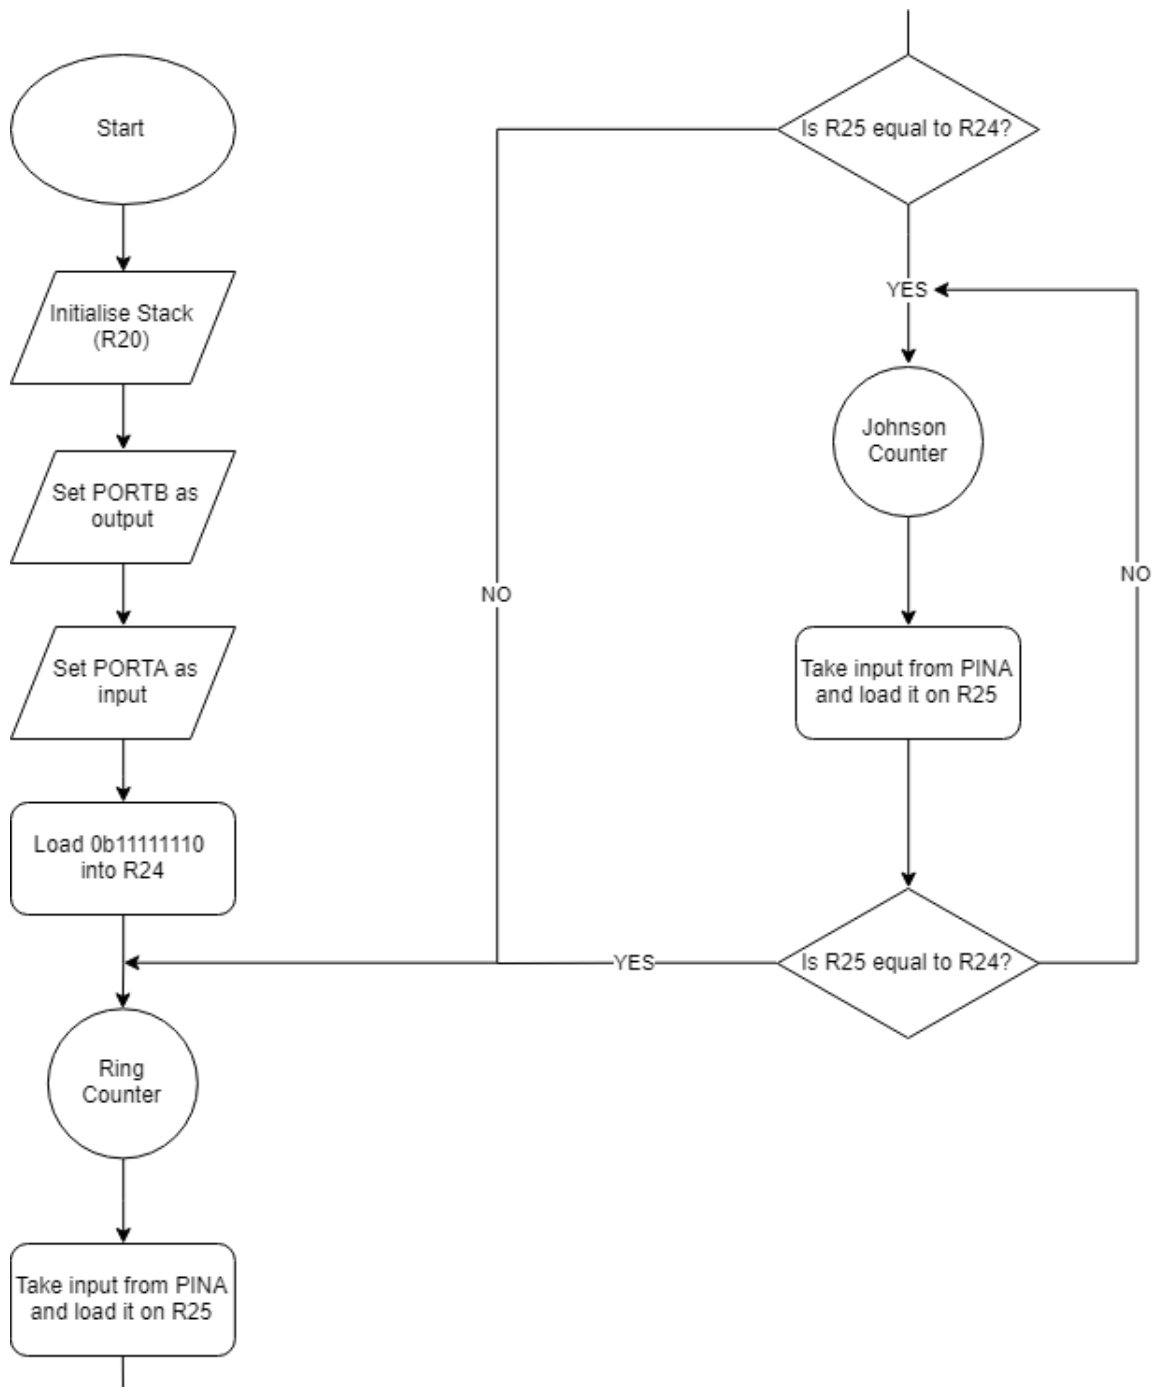 Start
Initialise Stack
(R20)
Set PORTB as
output
Set PORTA as
input
Load 0b11111110
into R24
Ring
Counter
Take input from PINA
and load it on R25
Is R25 equal to R24?
NO
YES
Johnson
Counter
Take input from PINA
and load it on R25
Is R25 equal to R24?
YES
NO